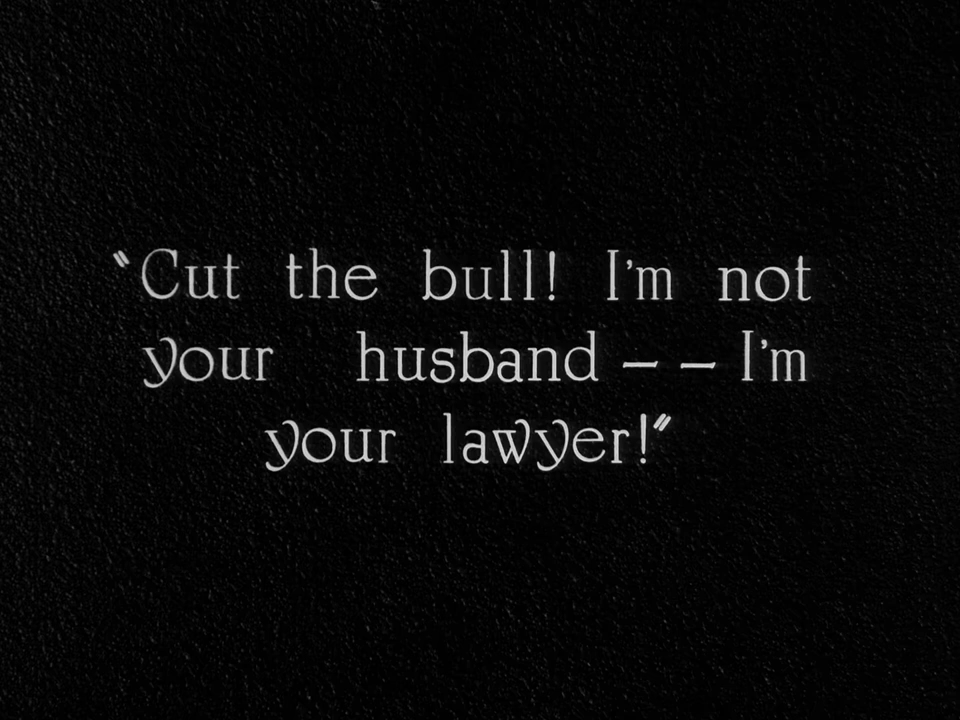 "Cut the bull! I'm not
your husband — — I'm
your lawyer!"